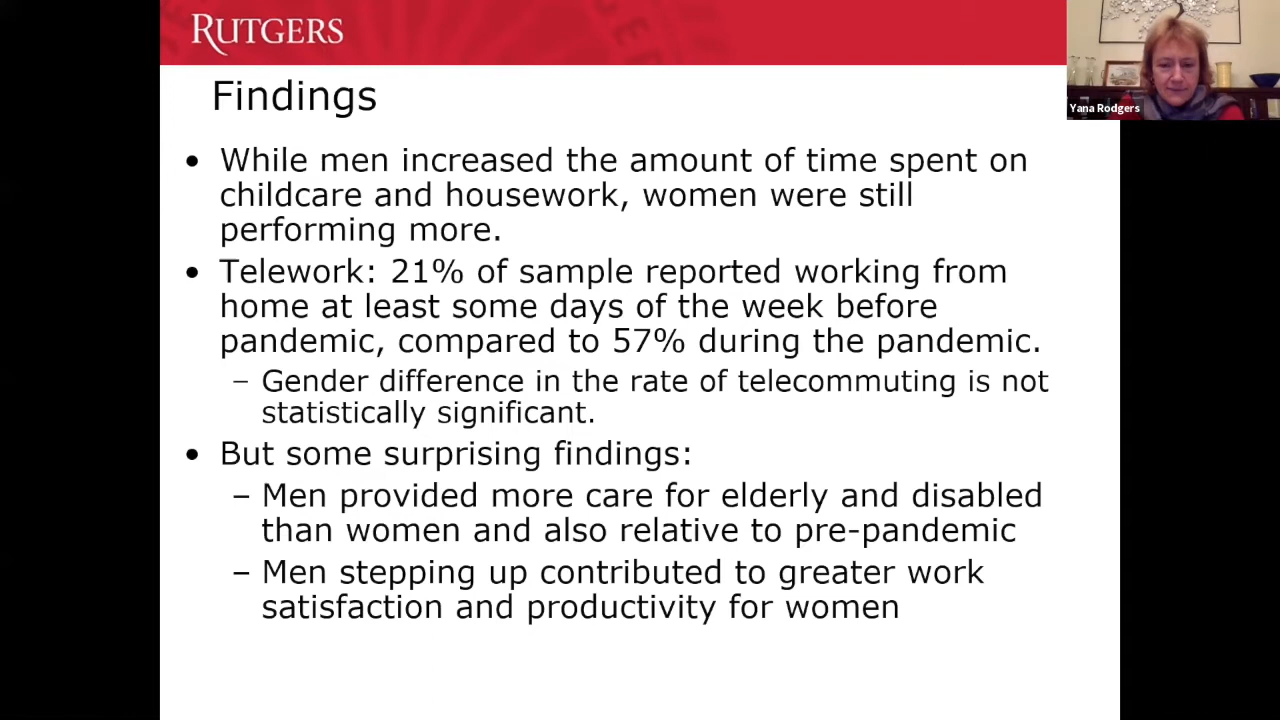 RUTGERS
Yana Rodgers
Findings
• While men increased the amount of time spent on
childcare and housework, women were still
performing more.
• Telework: 21% of sample reported working from
home at least some days of the week before
pandemic, compared to 57% during the pandemic.
– Gender difference in the rate of telecommuting is not
statistically significant.
• But some surprising findings:
– Men provided more care for elderly and disabled
than women and also relative to pre-pandemic
– Men stepping up contributed to greater work
satisfaction and productivity for women